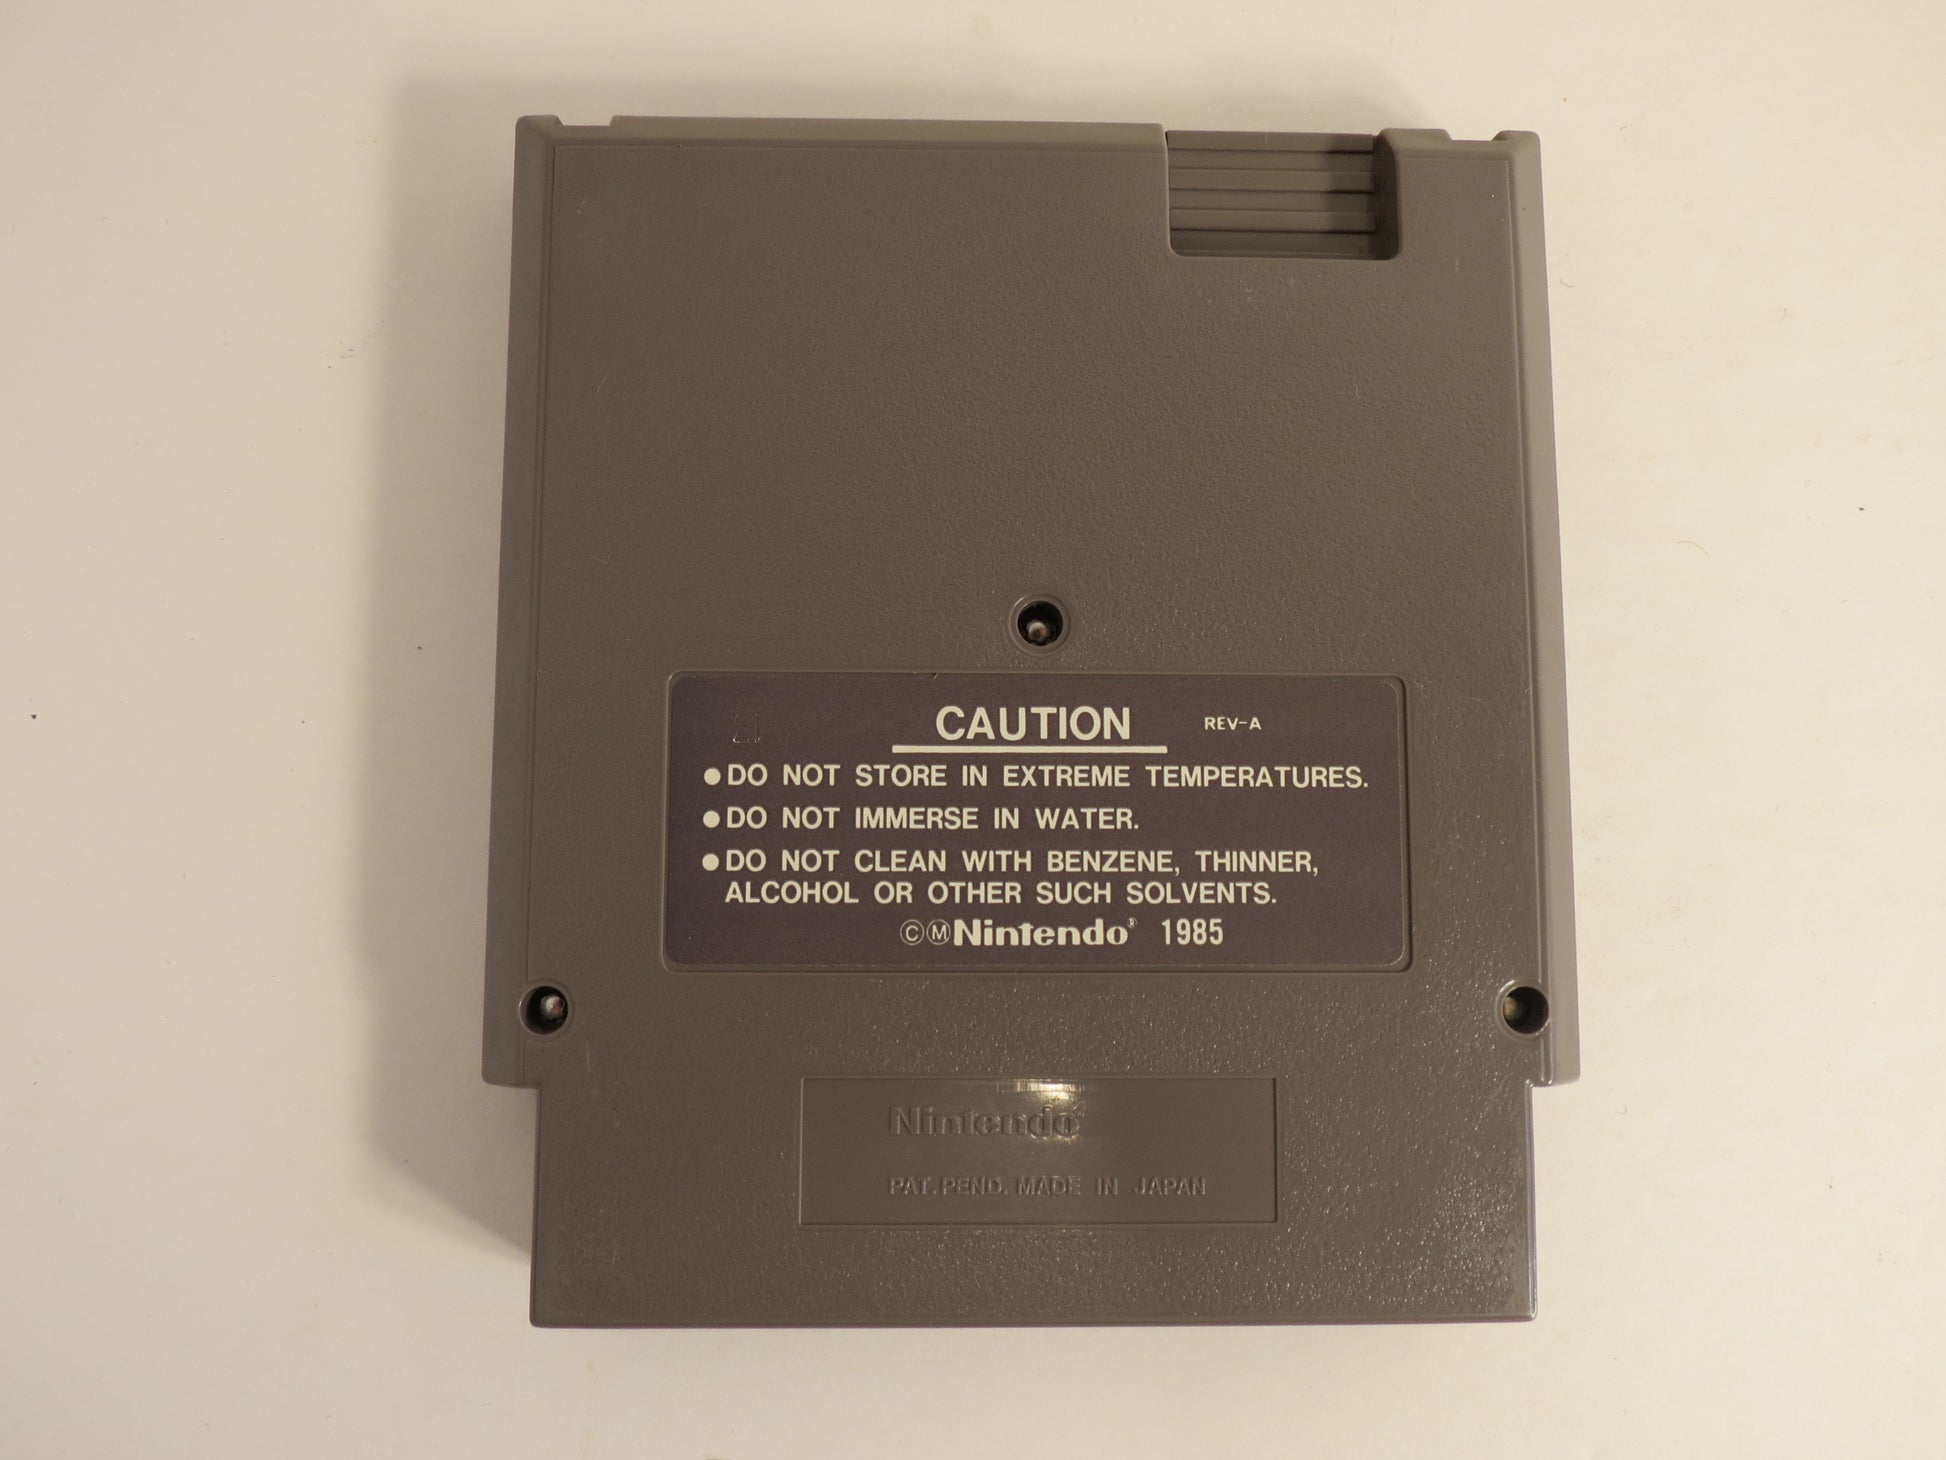 CAUTION REV-A
●DO NOT STORE IN EXTREME TEMPERATURES.
●DO NOT IMMERSE IN WATER.
●DO NOT CLEAN WITH BENZENE, THINNER,
ALCOHOL OR OTHER SUCH SOLVENTS.
©ⓂNintendo® 1985
Nintendo
PAT. PEND. MADE IN JAPAN